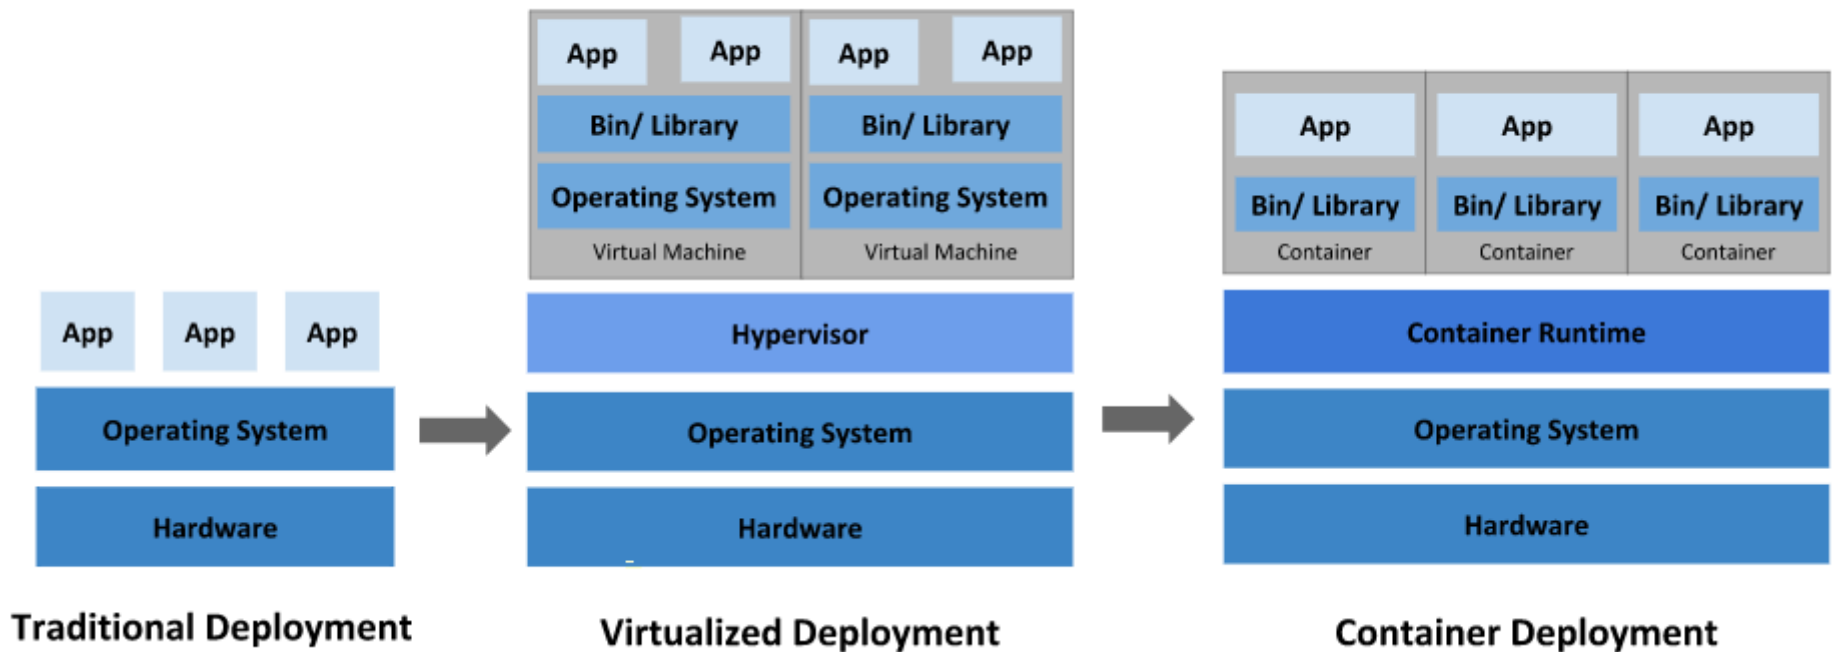 App
App
App
Operating System
Hardware
Traditional Deployment
App
App
App
App
Bin/ Library
Bin/ Library
Operating System
Operating System
Virtual Machine
Virtual Machine
Hypervisor
Operating System
Hardware
Virtualized Deployment
App
App
App
Bin/ Library
Bin/ Library
Bin/ Library
Container
Container
Container
Container Runtime
Operating System
Hardware
Container Deployment